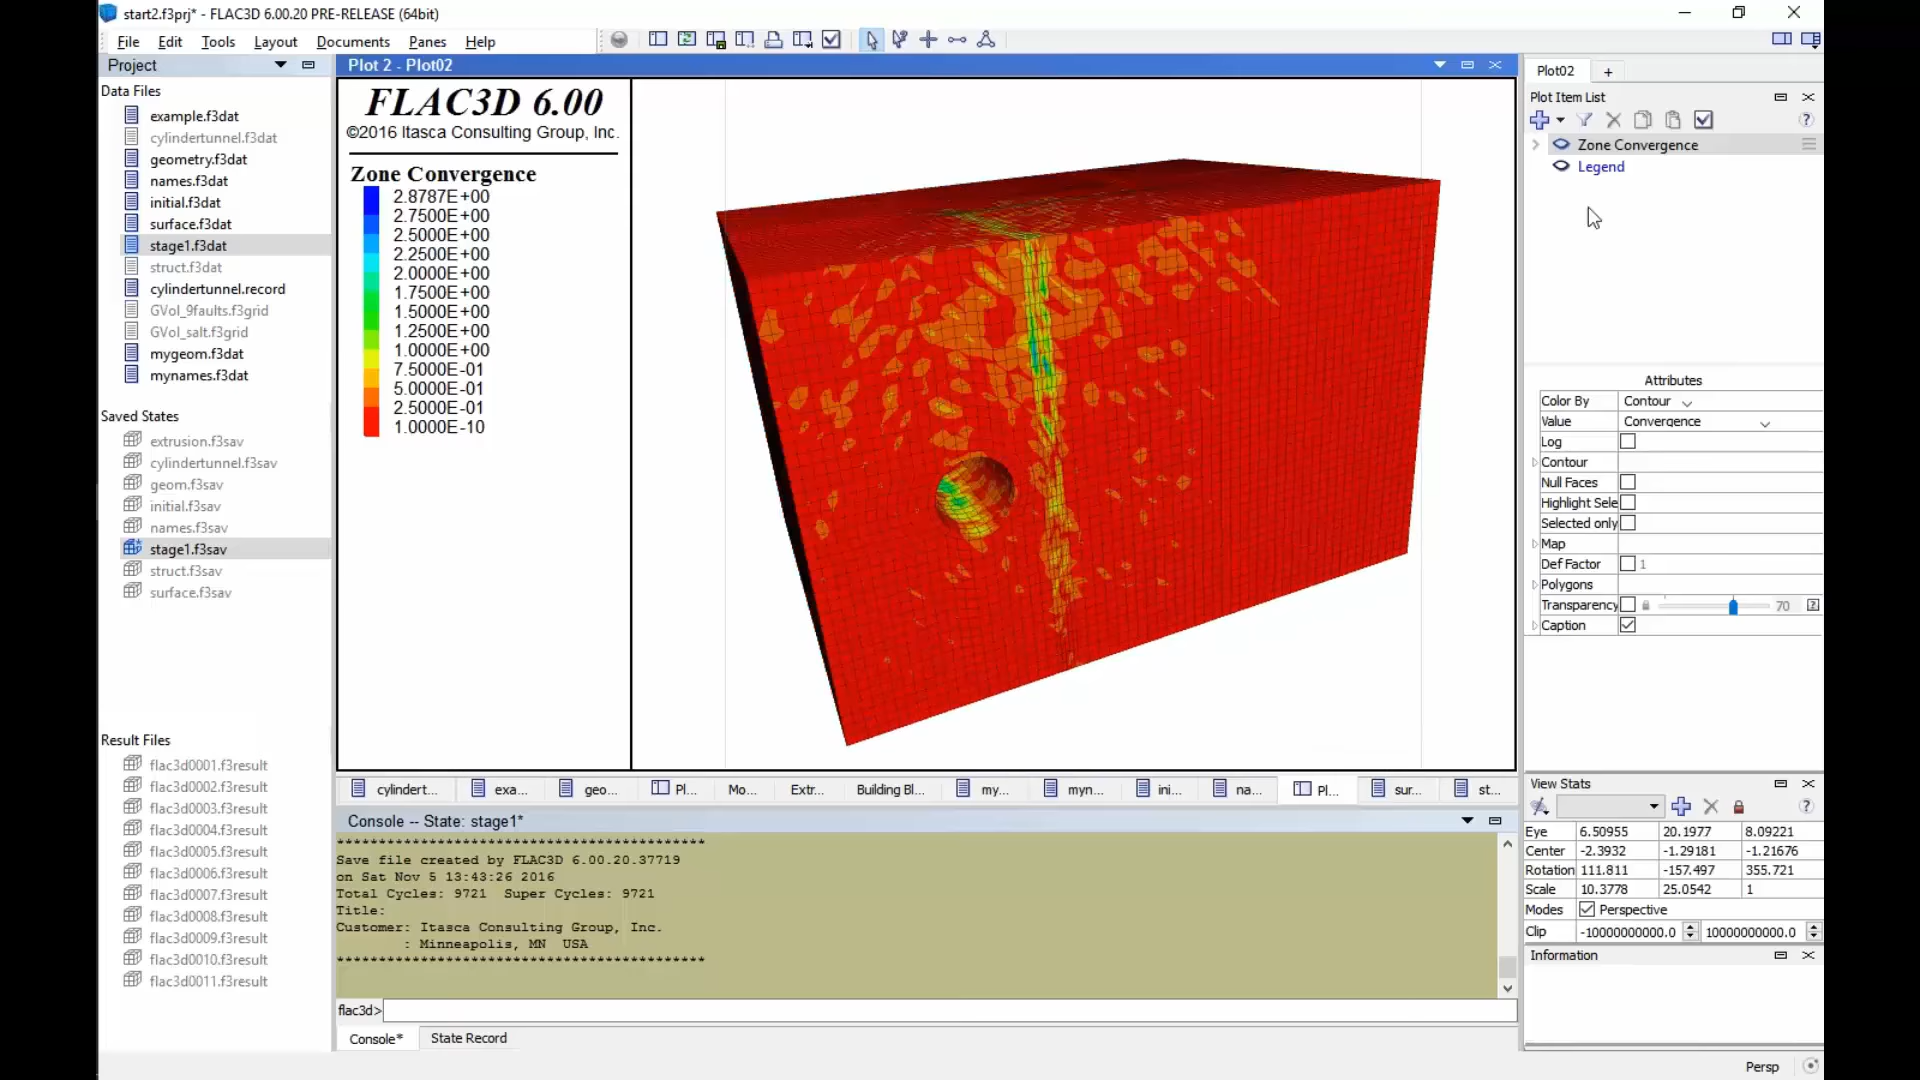 start2.f3prj* - FLAC3D 6.00.20 PRE-RELEASE (64bit)
File Edit Tools Layout Documents Panes Help
Project
Data Files
example.f3dat
cylindertunnel.f3dat
geometry.f3dat
names.f3dat
initial.f3dat
surface.f3dat
stage1.f3dat
struct.f3dat
cylindertunnel.record
GVol_9faults.f3grid
GVol_salt.f3grid
mygeom.f3dat
mynames.f3dat
Saved States
extrusion.f3sav
cylindertunnel.f3sav
geom.f3sav
initial.f3sav
names.f3sav
stage1.f3sav
struct.f3sav
surface.f3sav
Result Files
flac3d0001.f3result
flac3d0002.f3result
flac3d0003.f3result
flac3d0004.f3result
flac3d0005.f3result
flac3d0006.f3result
flac3d0007.f3result
flac3d0008.f3result
flac3d0009.f3result
flac3d0010.f3result
flac3d0011.f3result
Plot 2 - Plot02
FLAC3D 6.00
©2016 Itasca Consulting Group, Inc.
Zone Convergence
2.8787E+00
2.7500E+00
2.5000E+00
2.2500E+00
2.0000E+00
1.7500E+00
1.5000E+00
1.2500E+00
1.0000E+00
7.5000E-01
5.0000E-01
2.5000E-01
1.0000E-10
cylindert... exa... geo... Pl... Mo... Extr... Building Bl... my... myn... ini... na... Pl... sur... st...
Console -- State: stage1*
********************************************
Save file created by FLAC3D 6.00.20.37719
on Sat Nov 5 13:43:26 2016
Total Cycles: 9721 Super Cycles: 9721
Title:
Customer: Itasca Consulting Group, Inc.
: Minneapolis, MN USA
********************************************
flac3d>
Console* State Record
Plot02 +
Plot Item List
Zone Convergence
Legend
Attributes
Color By Contour
Value Convergence
Log
Contour
Null Faces
Highlight Sele
Selected only
Map
Def Factor 1
Polygons
Transparency 70
Caption
View Stats
Eye 6.50955 20.1977 8.09221
Center -2.3932 -1.29181 -1.21676
Rotation 111.811 -157.497 355.721
Scale 10.3778 25.0542 1
Modes Perspective
Clip -10000000000.0 10000000000.0
Information
Persp